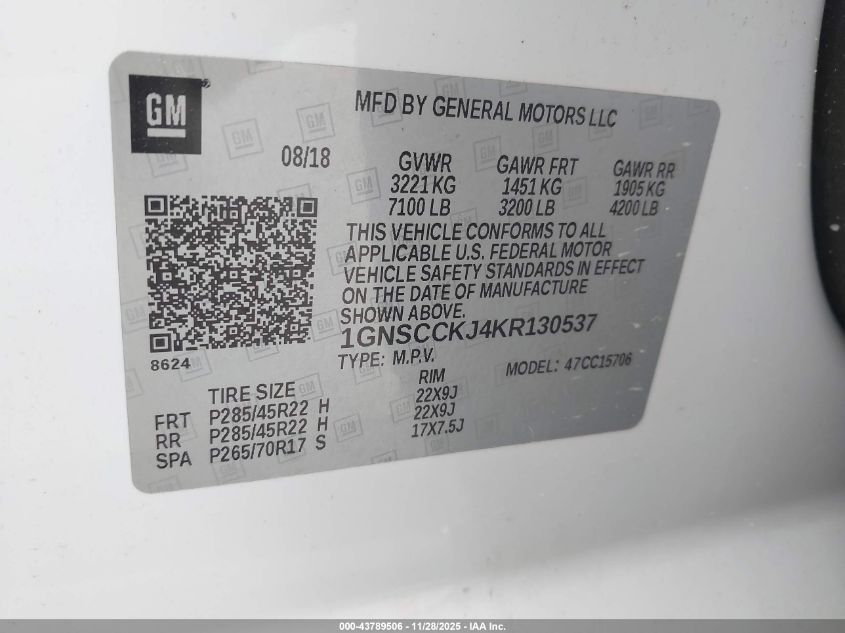 GM
MFD BY GENERAL MOTORS LLC
08/18
GVWR GAWR FRT GAWR RR
3221 KG 1451 KG 1905 KG
7100 LB 3200 LB 4200 LB
THIS VEHICLE CONFORMS TO ALL
APPLICABLE U.S. FEDERAL MOTOR
VEHICLE SAFETY STANDARDS IN EFFECT
ON THE DATE OF MANUFACTURE
SHOWN ABOVE.
1GNSCCKJ4KR130537
8624
TYPE: M.P.V. MODEL: 47CC15706
TIRE SIZE RIM
FRT P285/45R22 H 22X9J
RR P285/45R22 H 22X9J
SPA P265/70R17 S 17X7.5J
000-43789506 - 11/28/2025 - IAA Inc.